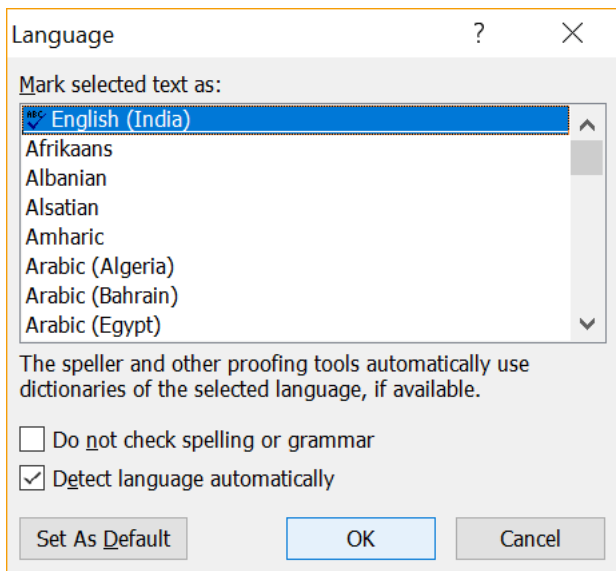 Language
?
Mark selected text as:
ABC English (India)
Afrikaans
Albanian
Alsatian
Amharic
Arabic (Algeria)
Arabic (Bahrain)
Arabic (Egypt)
The speller and other proofing tools automatically use
dictionaries of the selected language, if available.
Do not check spelling or grammar
Detect language automatically
Set As Default OK Cancel